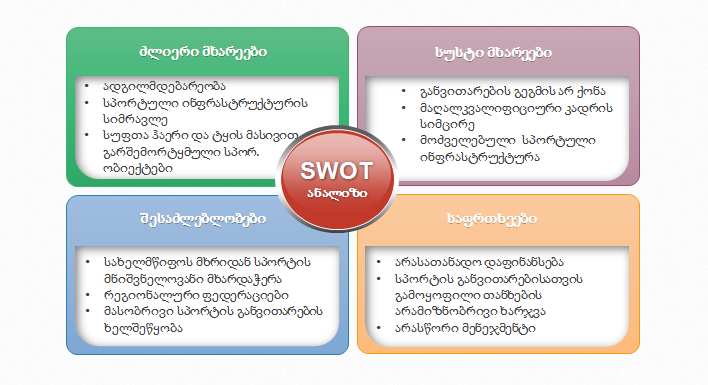 ძლიერი მხარეები
• ადგილმდებარეობა
• სპორტული ინფრასტრუქტურის
სიმრავლე
• სუფთა ჰაერი და ტყის მასივით
გარშემორტყმული სპორ.
ობიექტები
სუსტი მხარეები
• განვითარების გეგმის არ ქონა
• მაღალკვალიფიციური კადრის
სიმცირე
• მოძველებული სპორტული
ინფრასტრუქტურა
SWOT
ანალიზი
შესაძლებლობები
• სახელმწიფოს მხრიდან სპორტის
მნიშვნელოვანი მხარდაჭერა
• რეგიონალური ფედერაციები
• მასობრივი სპორტის განვითარების
ხელშეწყობა
საფრთხეები
• არასათანადო დაფინანსება
• სპორტის განვითარებისათვის
გამოყოფილი თანხების
არამიზნობრივი ხარჯვა
• არასწორი მენეჯმენტი